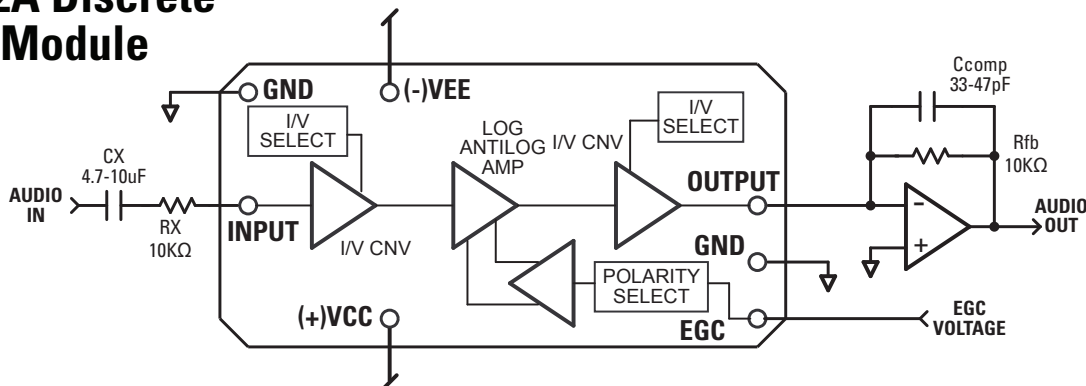 Discrete
Module
GND
(-)VEE
I/V
SELECT
LOG
ANTILOG
AMP
I/V CNV
I/V
SELECT
Ccomp
33-47pF
Rfb
10KΩ
CX
4.7-10uF
AUDIO
IN
RX
10KΩ
INPUT
I/V CNV
OUTPUT
−
+
AUDIO
OUT
GND
POLARITY
SELECT
(+)VCC
EGC
EGC
VOLTAGE